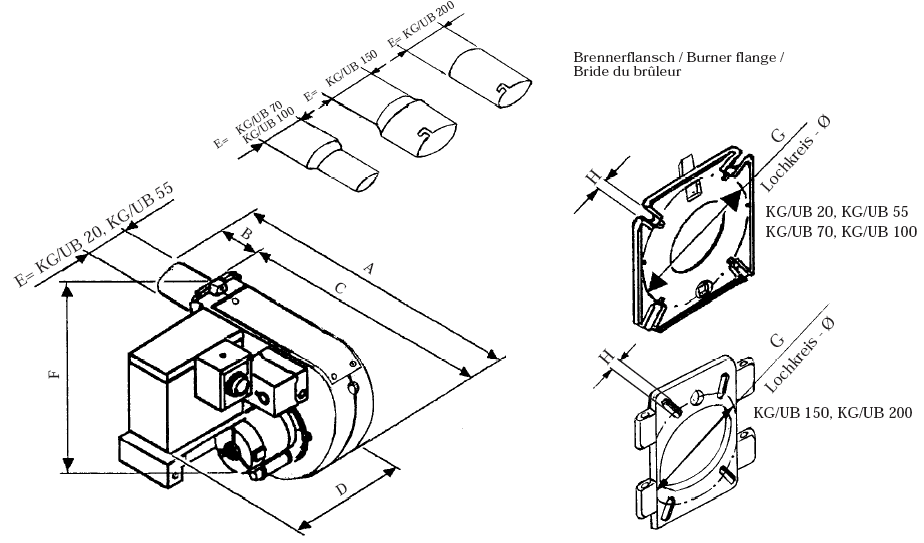 E= KG/UB 200
E= KG/UB 150
E= KG/UB 70
KG/UB 100
Brennerflansch / Burner flange /
Bride du brûleur
G
Lochkreis - Ø
H
KG/UB 20, KG/UB 55
KG/UB 70, KG/UB 100
E= KG/UB 20, KG/UB 55
B
A
C
F
D
G
Lochkreis - Ø
H
KG/UB 150, KG/UB 200